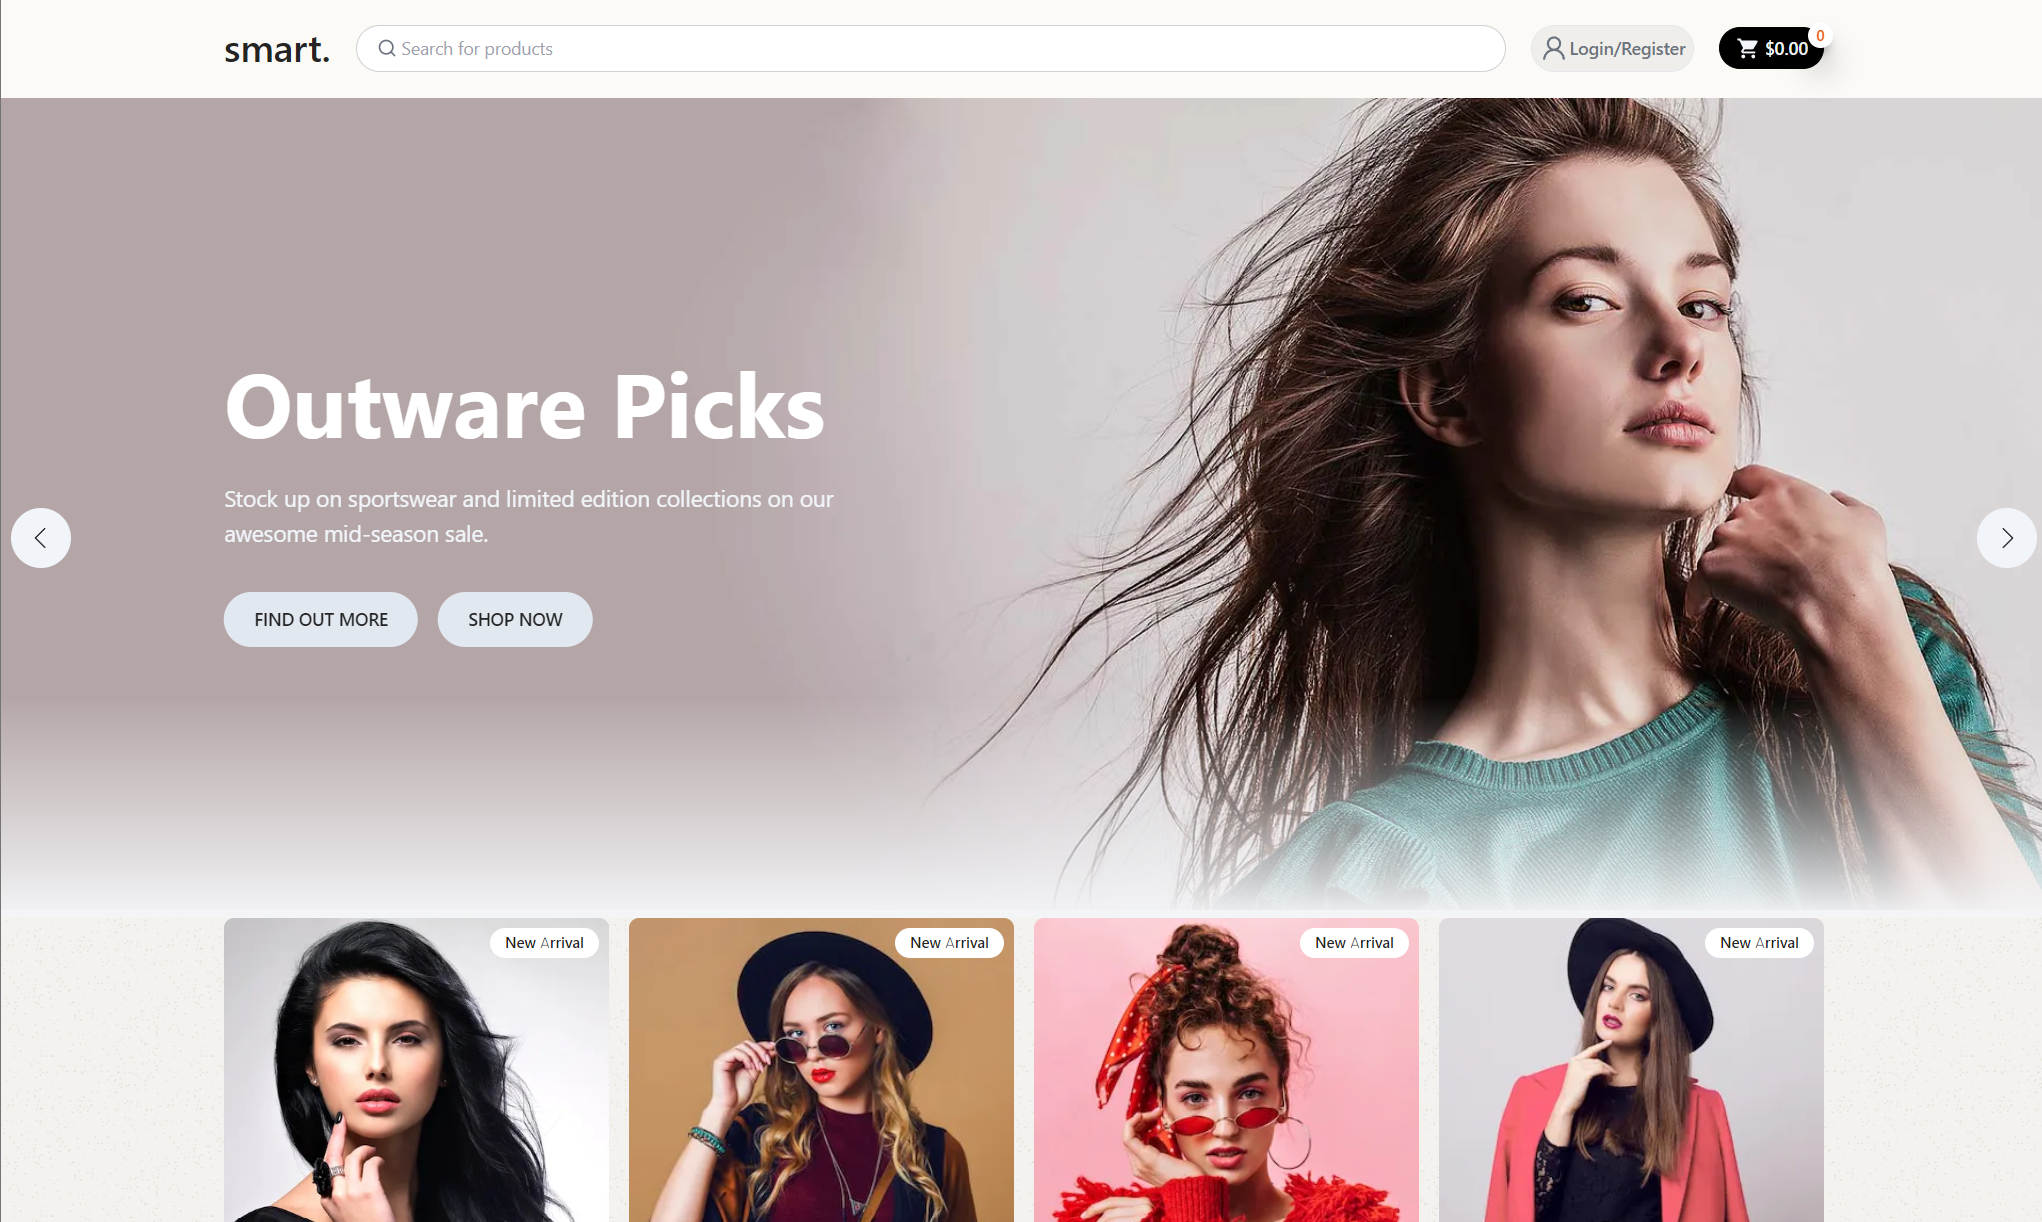 smart.
Search for products
Login/Register
$0.00
0
Outware Picks
Stock up on sportswear and limited edition collections on our
awesome mid-season sale.
FIND OUT MORE
SHOP NOW
New Arrival
New Arrival
New Arrival
New Arrival